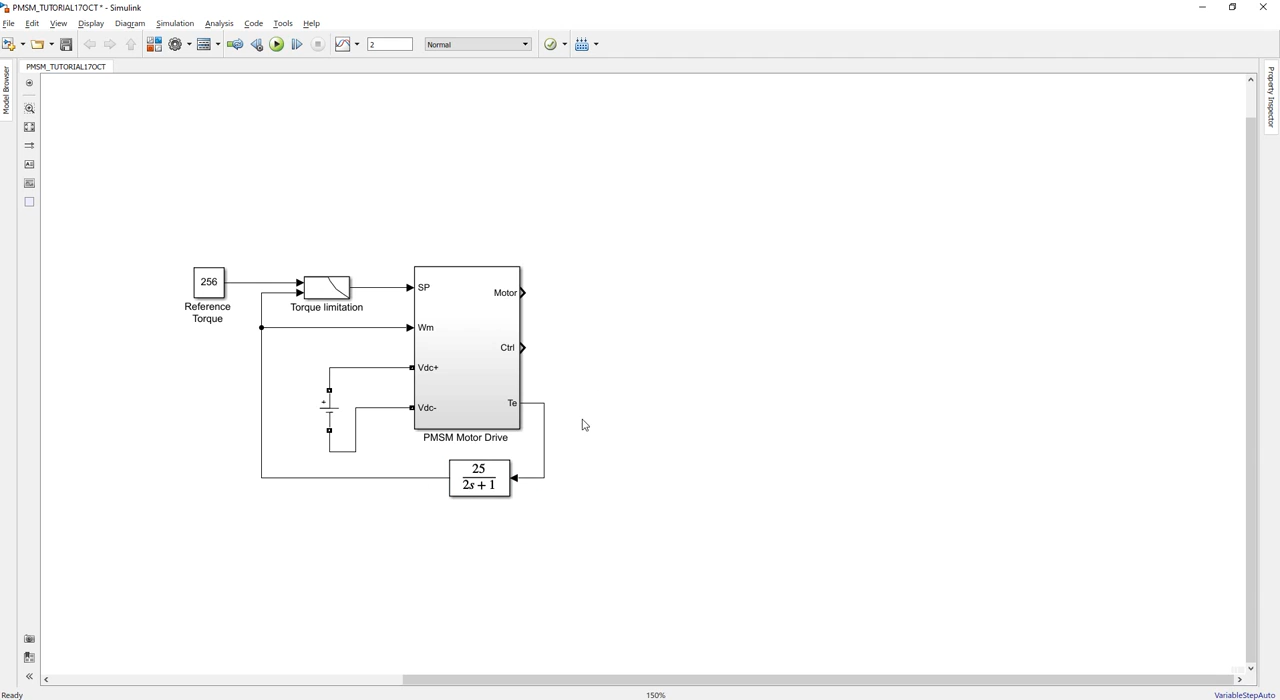 PMSM_TUTORIAL17OCT * - Simulink
File Edit View Display Diagram Simulation Analysis Code Tools Help
2 Normal
PMSM_TUTORIAL17OCT
Model Browser
Property Inspector
256
Reference
Torque
Torque limitation
SP
Wm
Vdc+
Vdc-
Motor
Ctrl
Te
PMSM Motor Drive
+
25
2s + 1
Ready 150% VariableStepAuto